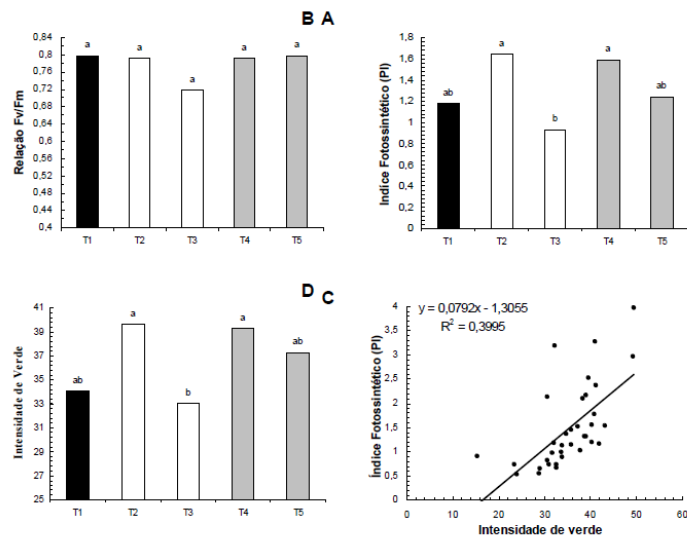 B A
0,84
0,8
0,76
0,72
0,68
0,64
0,6
0,56
0,52
0,48
0,44
0,4
Relação Fv/Fm
a
a
a
a
a
T1 T2 T3 T4 T5
1,8
1,6
1,4
1,2
1
0,8
0,6
0,4
0,2
0
Indice Fotossintético (PI)
ab
a
b
a
ab
T1 T2 T3 T4 T5
D C
41
39
37
35
33
31
29
27
25
Intensidade de Verde
ab
a
b
a
ab
T1 T2 T3 T4 T5
y = 0,0792x - 1,3055
R² = 0,3995
4
3,5
3
2,5
2
1,5
1
0,5
0
Índice Fotossintético (PI)
0 10 20 30 40 50 60
Intensidade de verde